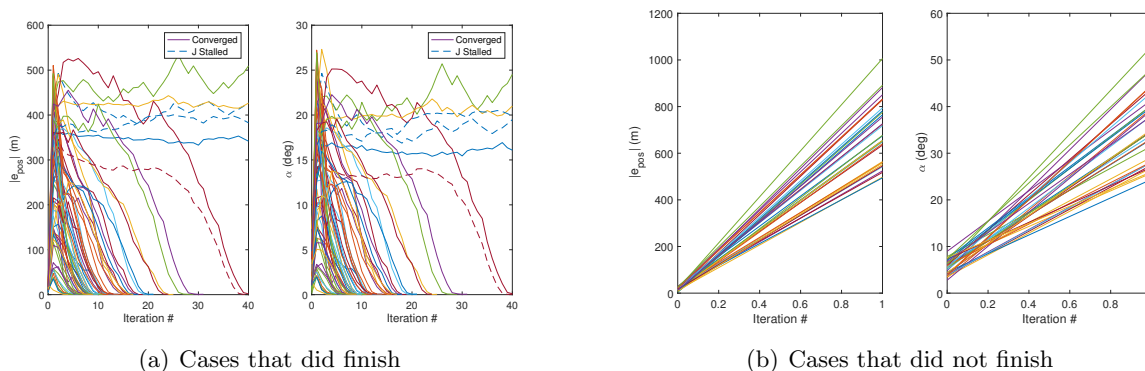 600
500
400
300
200
100
0
0 10 20 30 40
|e_pos| (m)
Iteration #
Converged
J Stalled
30
25
20
15
10
5
0
0 10 20 30 40
α (deg)
Iteration #
Converged
J Stalled
1200
1000
800
600
400
200
0
0 0.2 0.4 0.6 0.8 1
|e_pos| (m)
Iteration #
60
50
40
30
20
10
0
0 0.2 0.4 0.6 0.8
α (deg)
Iteration #
(a) Cases that did finish
(b) Cases that did not finish